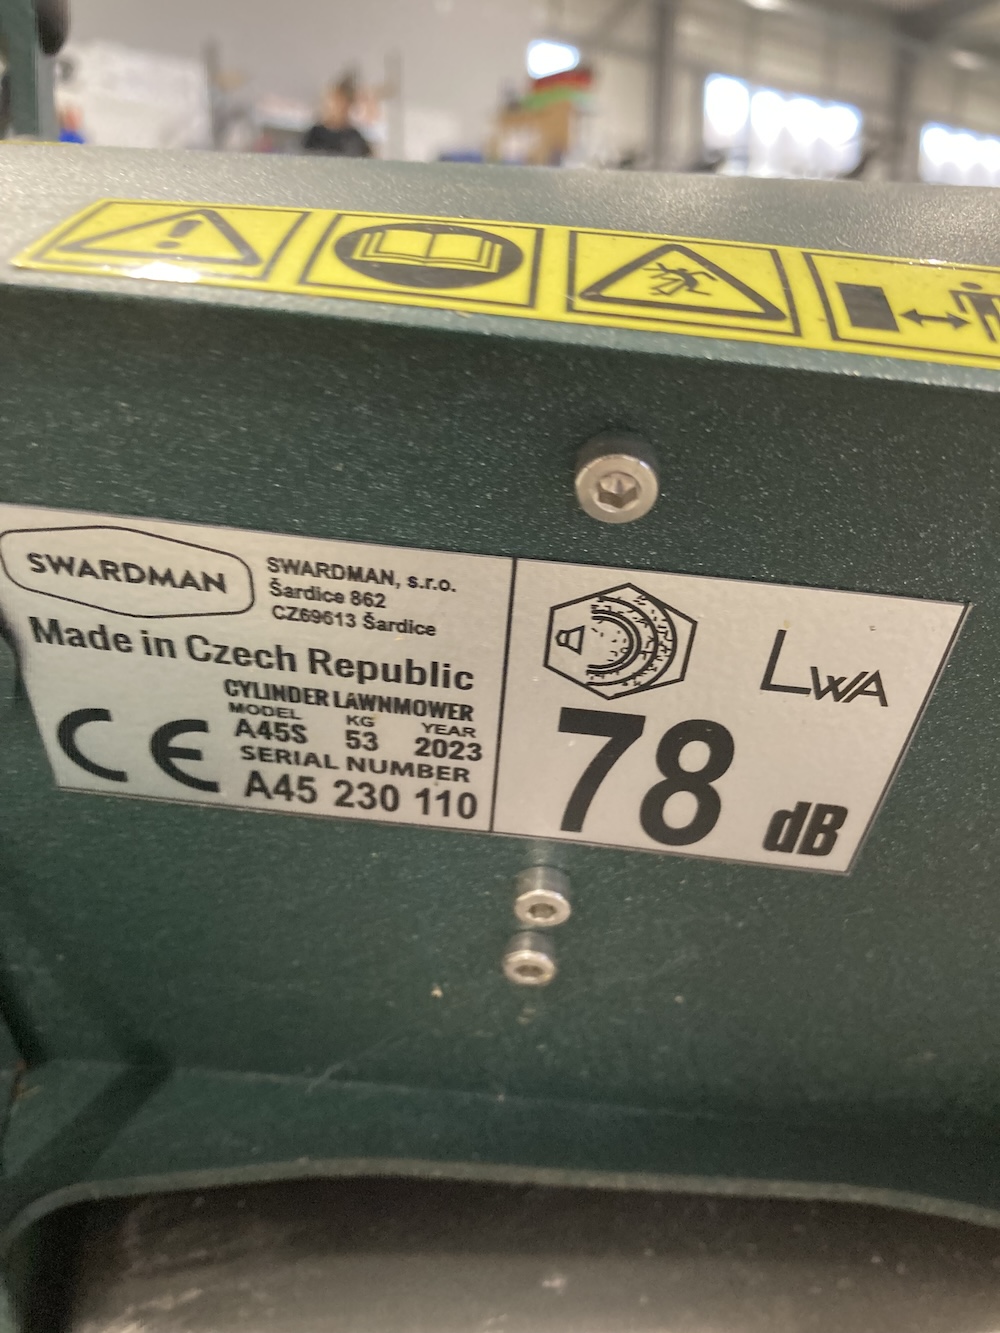 SWARDMAN
SWARDMAN, s.r.o.
Šardice 862
CZ69613 Šardice
Made in Czech Republic
CYLINDER LAWNMOWER
MODEL KG YEAR
A45S 53 2023
SERIAL NUMBER
A45 230 110
CE
LWA
78 dB